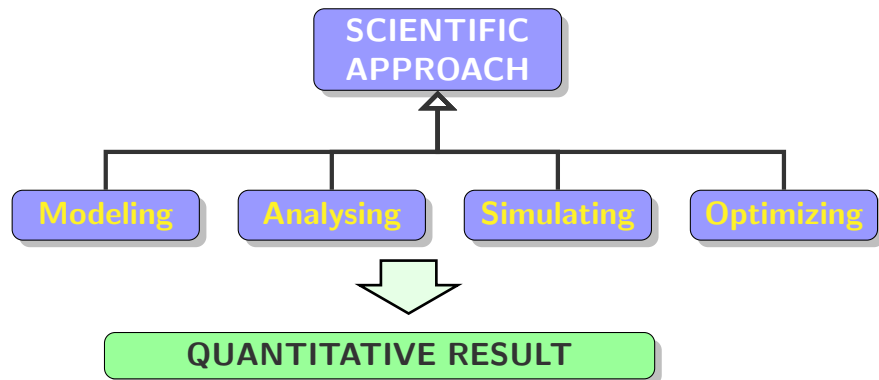 SCIENTIFIC
APPROACH
Modeling
Analysing
Simulating
Optimizing
QUANTITATIVE RESULT